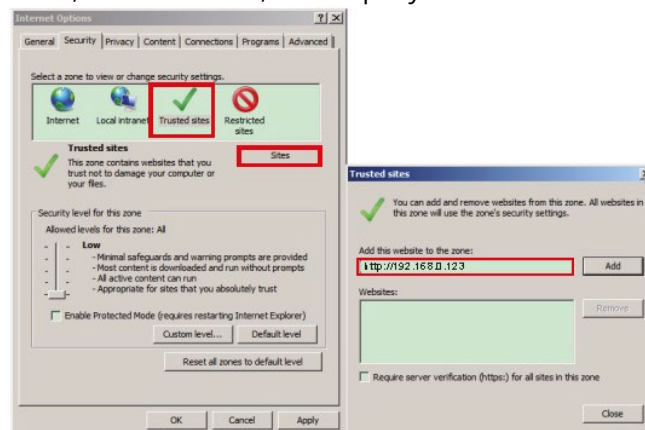 Internet Options
General Security Privacy Content Connections Programs Advanced
Select a zone to view or change security settings.
Internet Local intranet Trusted sites Restricted sites
Trusted sites
This zone contains websites that you
trust not to damage your computer or
your files.
Sites
Security level for this zone
Allowed levels for this zone: All
Low
- Minimal safeguards and warning prompts are provided
- Most content is downloaded and run without prompts
- All active content can run
- Appropriate for sites that you absolutely trust
Enable Protected Mode (requires restarting Internet Explorer)
Custom level... Default level
Reset all zones to default level
OK Cancel Apply
Trusted sites
You can add and remove websites from this zone. All websites in
this zone will use the zone's security settings.
Add this website to the zone:
http://192.168.0.123 Add
Websites:
Remove
Require server verification (https:) for all sites in this zone
Close